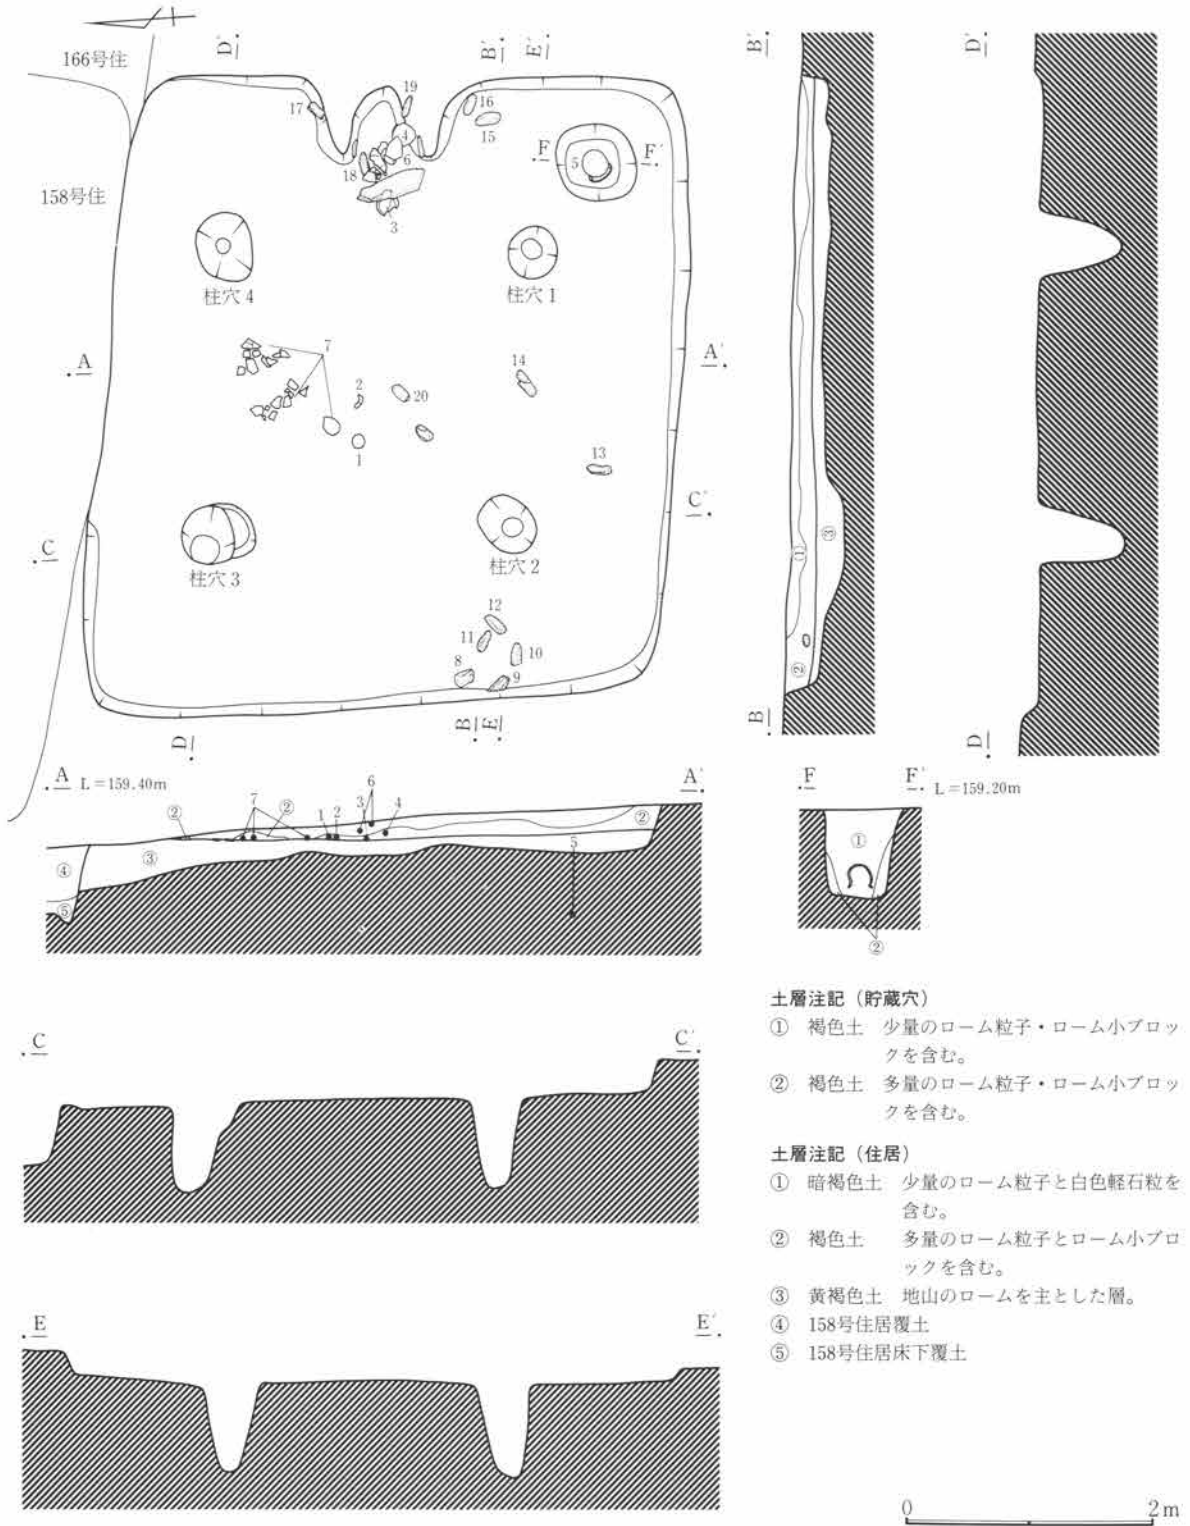 166号住
158号住
D´
B´
E´
19
17
16
15
4
6
18
3
F
5
F´
柱穴 4
柱穴 1
A
7
2
20
14
A´
1
13
C´
C
柱穴 3
柱穴 2
12
11
10
8
9
D
B
E
B´
①
②
③
B
D´
D
A L＝159.40m
A´
② 7 ② 1 2 3 6 4 ②
③
④
⑤
5
F F´ L＝159.20m
①
②
C
C´
E
E´
土層注記（貯蔵穴）
① 褐色土 少量のローム粒子・ローム小ブロッ
クを含む。
② 褐色土 多量のローム粒子・ローム小ブロッ
クを含む。
土層注記（住居）
① 暗褐色土 少量のローム粒子と白色軽石粒を
含む。
② 褐色土 多量のローム粒子とローム小ブロ
ックを含む。
③ 黄褐色土 地山のロームを主とした層。
④ 158号住居覆土
⑤ 158号住居床下覆土
0 2m